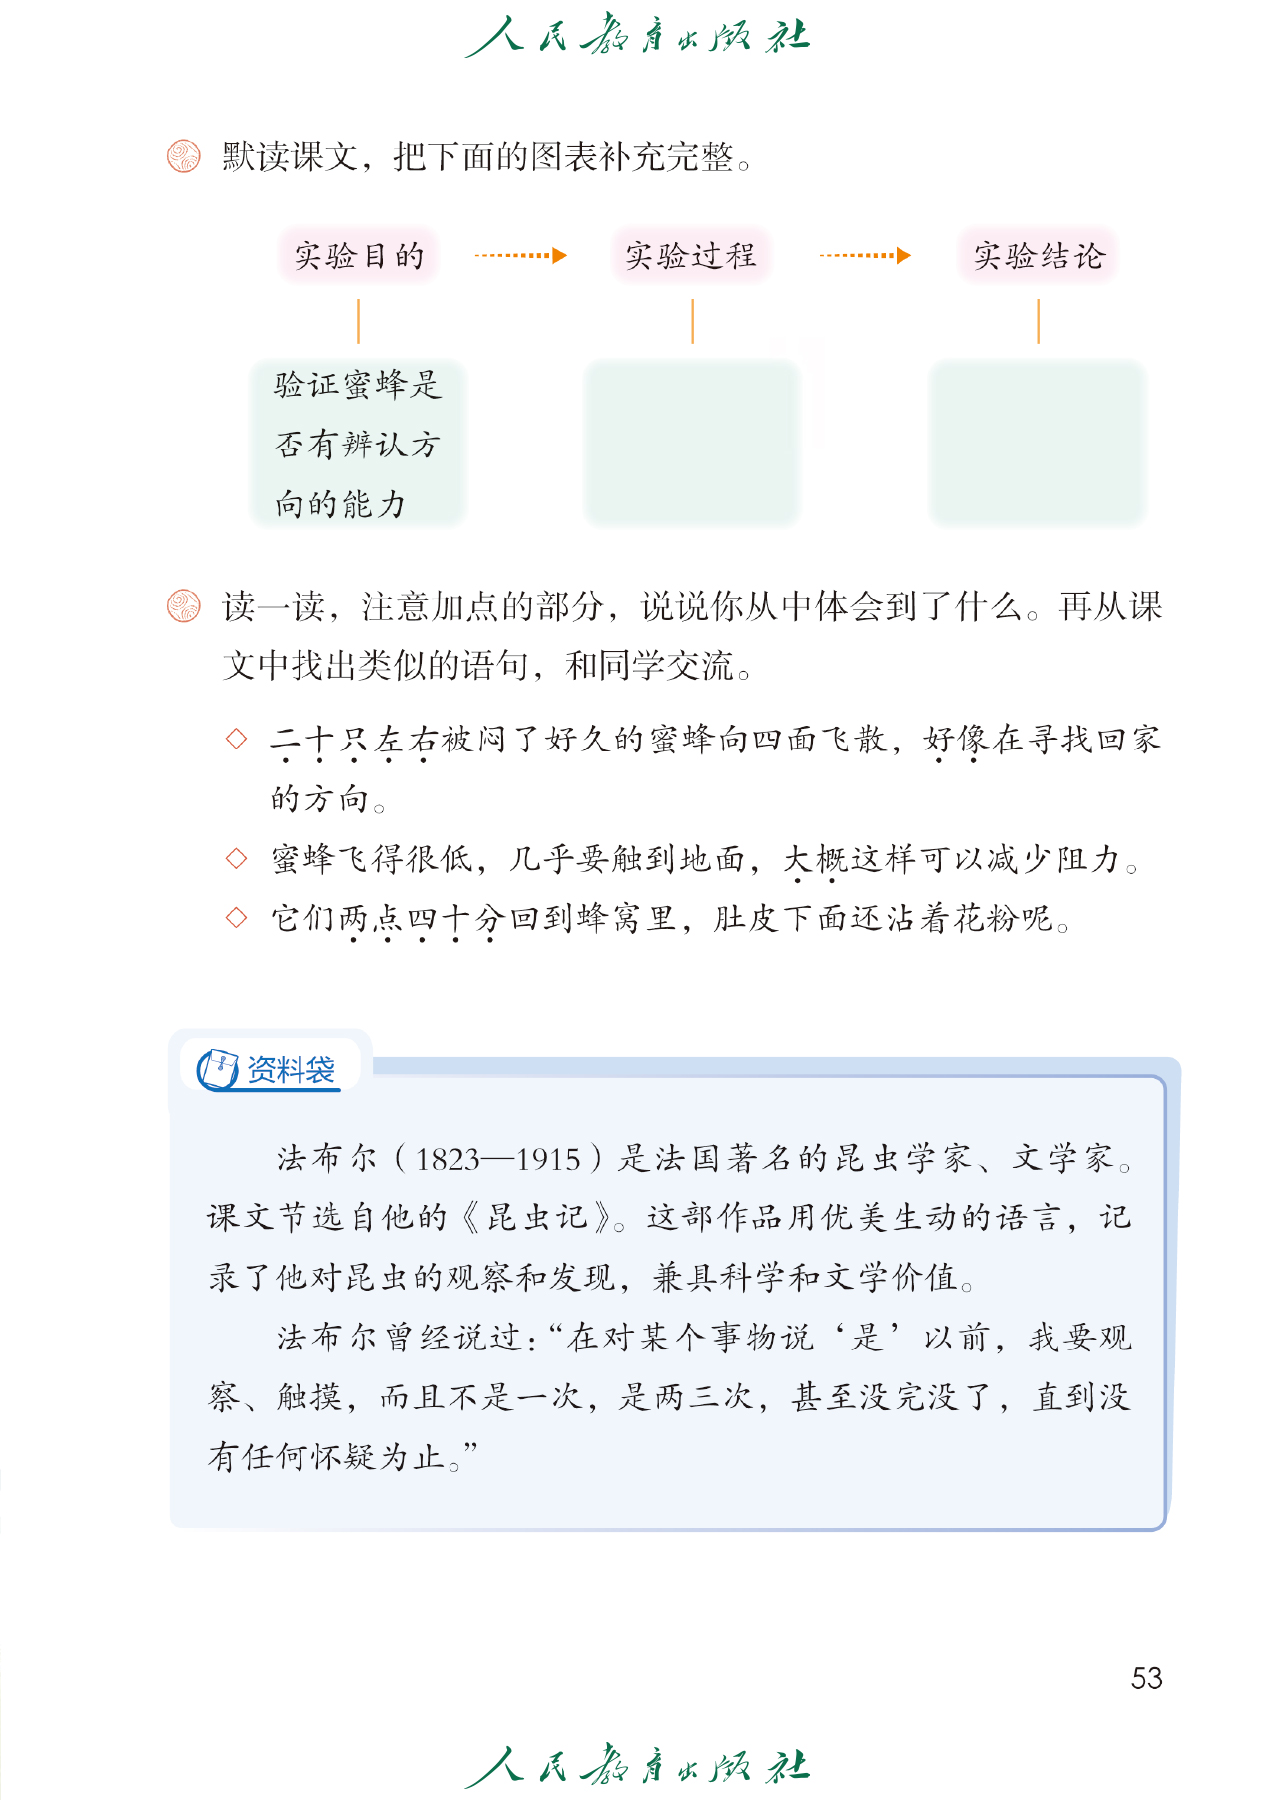 人民教育出版社
默读课文，把下面的图表补充完整。
实验目的 实验过程 实验结论
验证蜜蜂是
否有辨认方
向的能力
读一读，注意加点的部分，说说你从中体会到了什么。再从课
文中找出类似的语句，和同学交流。
◇ 二十只左右被闷了好久的蜜蜂向四面飞散，好像在寻找回家
的方向。
◇ 蜜蜂飞得很低，几乎要触到地面，大概这样可以减少阻力。
◇ 它们两点四十分回到蜂窝里，肚皮下面还沾着花粉呢。
资料袋
法布尔（1823—1915）是法国著名的昆虫学家、文学家。
课文节选自他的《昆虫记》。这部作品用优美生动的语言，记
录了他对昆虫的观察和发现，兼具科学和文学价值。
法布尔曾经说过：“在对某个事物说‘是’以前，我要观
察、触摸，而且不是一次，是两三次，甚至没完没了，直到没
有任何怀疑为止。”
53
人民教育出版社